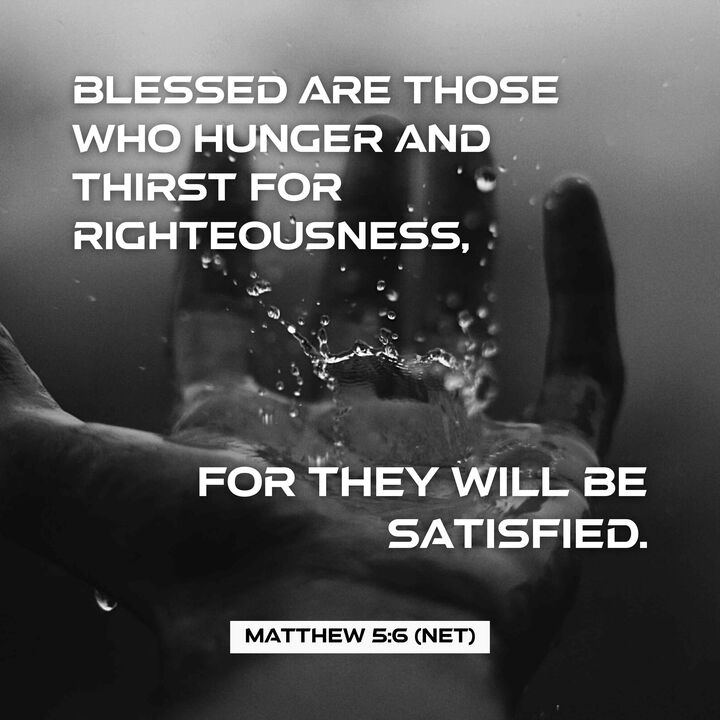 BLESSED ARE THOSE
WHO HUNGER AND
THIRST FOR
RIGHTEOUSNESS,
FOR THEY WILL BE
SATISFIED.
MATTHEW 5:6 (NET)